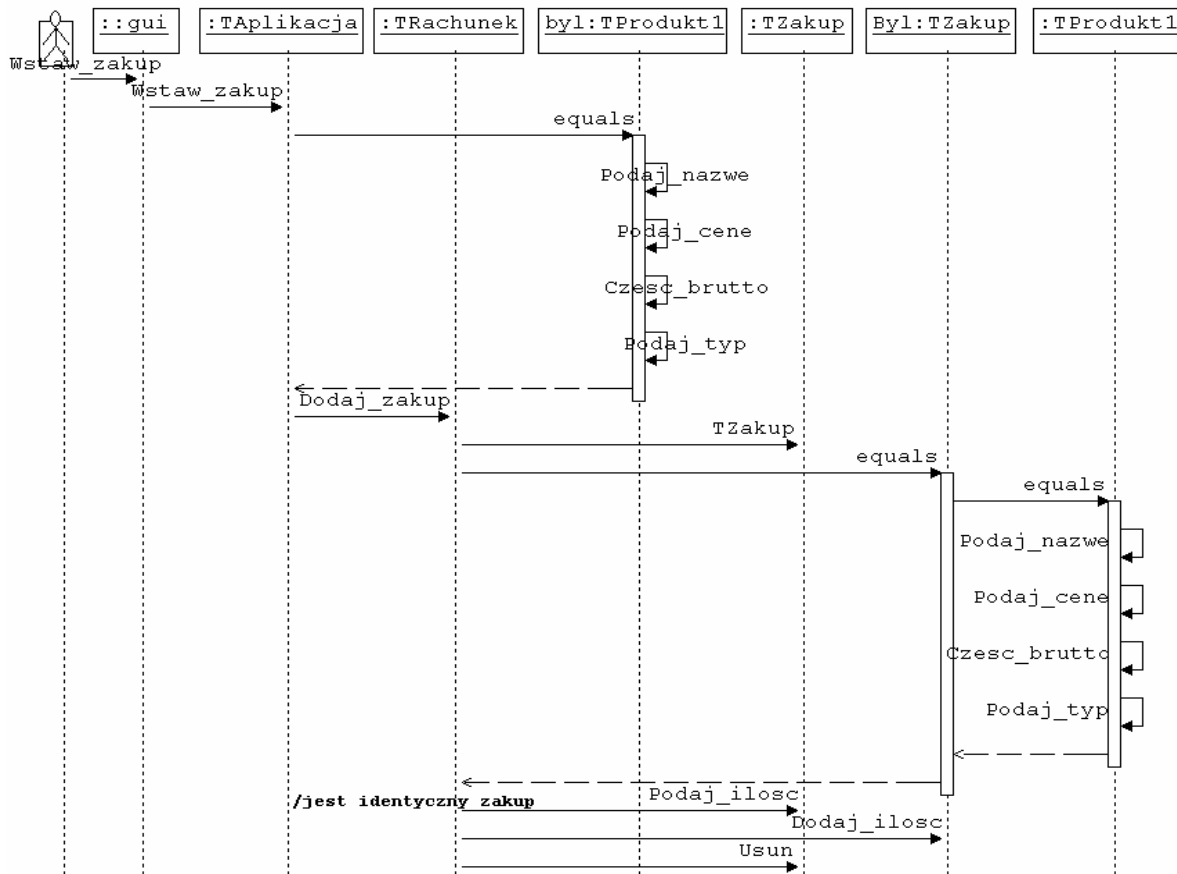 ::gui
:TAplikacja
:TRachunek
byl:TProdukt1
:TZakup
Byl:TZakup
:TProdukt1
Wstaw_zakup
Wstaw_zakup
equals
Podaj_nazwe
Podaj_cene
Czesc_brutto
Podaj_typ
Dodaj_zakup
TZakup
equals
equals
Podaj_nazwe
Podaj_cene
Czesc_brutto
Podaj_typ
/jest identyczny zakup
Podaj_ilosc
Dodaj_ilosc
Usun